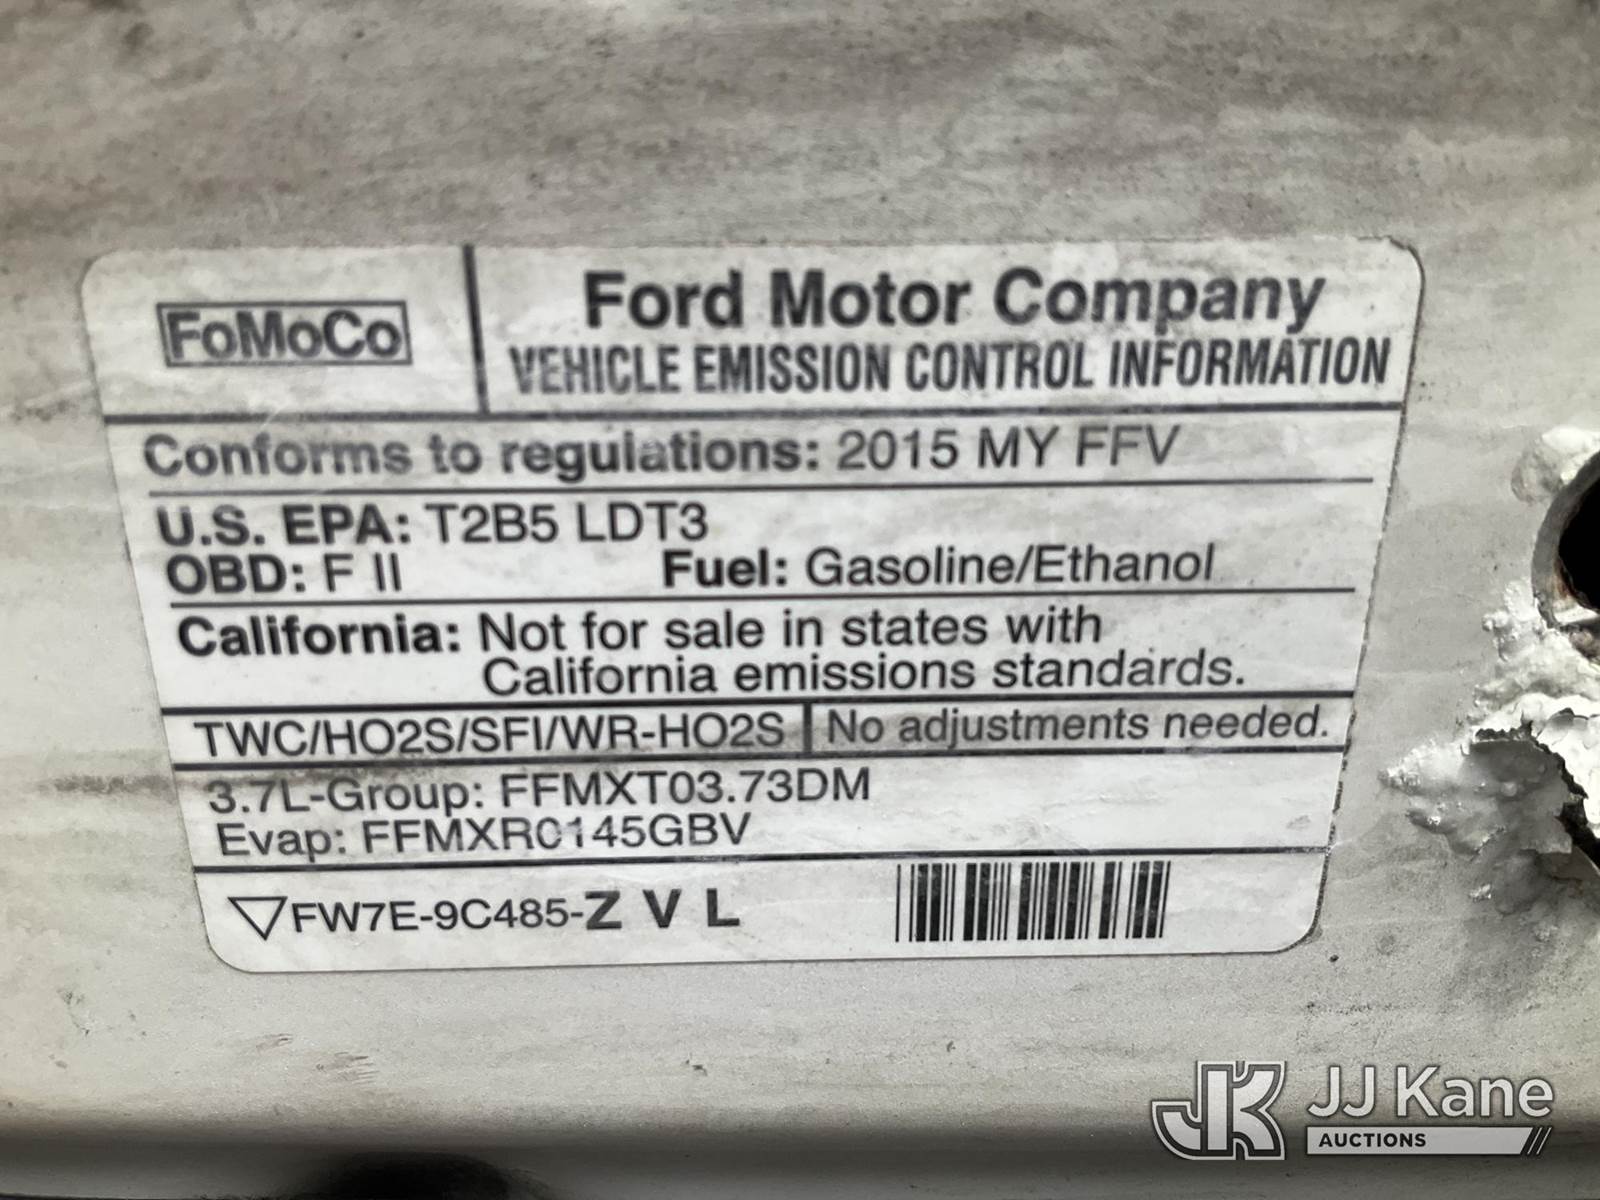 FoMoCo
Ford Motor Company
VEHICLE EMISSION CONTROL INFORMATION
Conforms to regulations: 2015 MY FFV
U.S. EPA: T2B5 LDT3
OBD: F II Fuel: Gasoline/Ethanol
California: Not for sale in states with
California emissions standards.
TWC/HO2S/SFI/WR-HO2S No adjustments needed.
3.7L-Group: FFMXT03.73DM
Evap: FFMXR0145GBV
FW7E-9C485-Z V L
JK JJ Kane
AUCTIONS